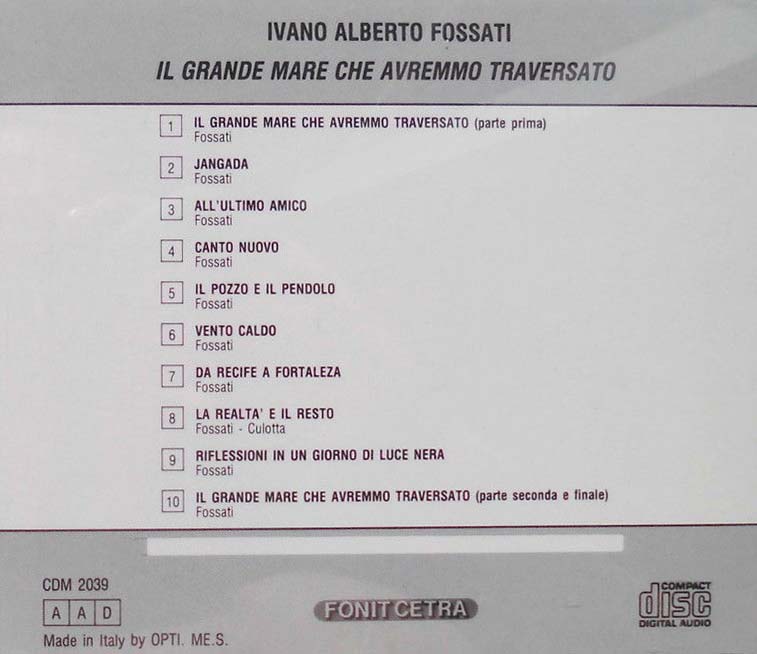 IVANO ALBERTO FOSSATI
IL GRANDE MARE CHE AVREMMO TRAVERSATO
1 IL GRANDE MARE CHE AVREMMO TRAVERSATO (parte prima)
Fossati
2 JANGADA
Fossati
3 ALL'ULTIMO AMICO
Fossati
4 CANTO NUOVO
Fossati
5 IL POZZO E IL PENDOLO
Fossati
6 VENTO CALDO
Fossati
7 DA RECIFE A FORTALEZA
Fossati
8 LA REALTA' E IL RESTO
Fossati - Culotta
9 RIFLESSIONI IN UN GIORNO DI LUCE NERA
Fossati
10 IL GRANDE MARE CHE AVREMMO TRAVERSATO (parte seconda e finale)
Fossati
CDM 2039
A A D
Made in Italy by OPTI. ME.S.
FONIT CETRA
COMPACT
disc
DIGITAL AUDIO